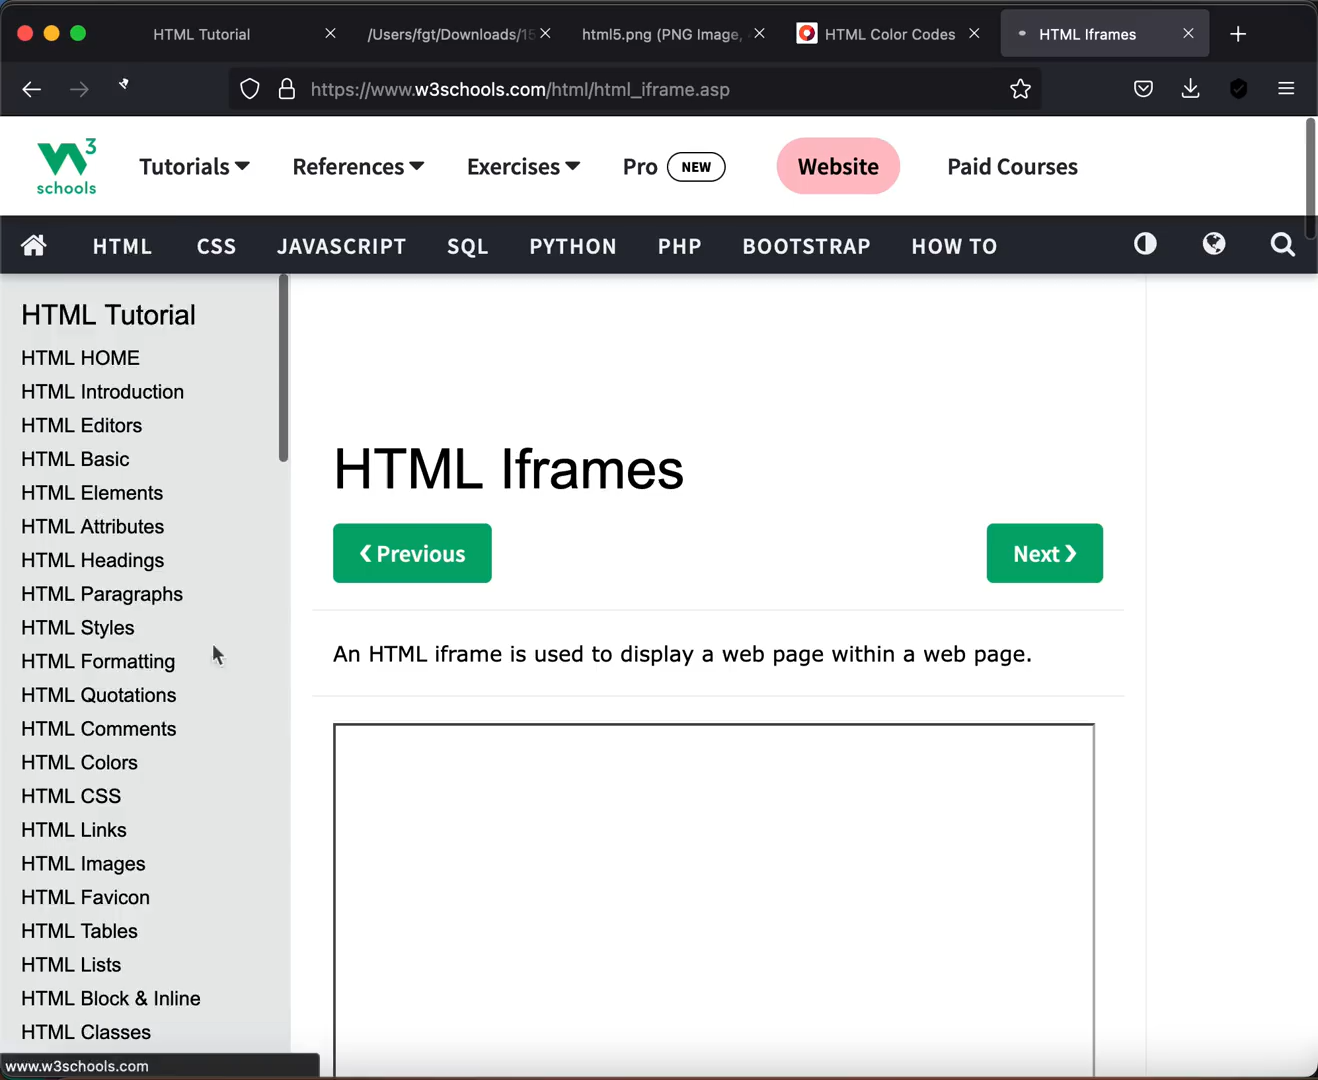 HTML Tutorial
/Users/fgt/Downloads/15
html5.png (PNG Image,
HTML Color Codes
HTML Iframes
https://www.w3schools.com/html/html_iframe.asp
w3
schools
Tutorials
References
Exercises
Pro NEW
Website
Paid Courses
HTML
CSS
JAVASCRIPT
SQL
PYTHON
PHP
BOOTSTRAP
HOW TO
HTML Tutorial
HTML HOME
HTML Introduction
HTML Editors
HTML Basic
HTML Elements
HTML Attributes
HTML Headings
HTML Paragraphs
HTML Styles
HTML Formatting
HTML Quotations
HTML Comments
HTML Colors
HTML CSS
HTML Links
HTML Images
HTML Favicon
HTML Tables
HTML Lists
HTML Block & Inline
HTML Classes
HTML Iframes
❮ Previous
Next ❯
An HTML iframe is used to display a web page within a web page.
www.w3schools.com